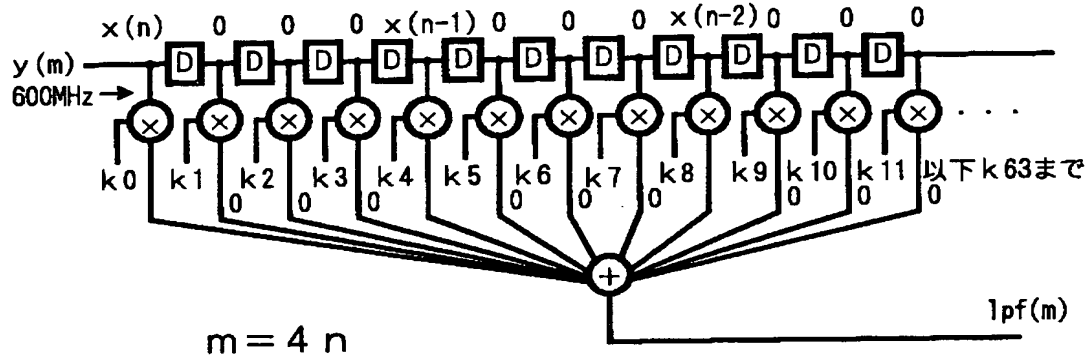 x(n) 0 0 0 x(n-1) 0 0 0 x(n-2) 0 0 0
y(m) D D D D D D D D D D D
600MHz
× × × × × × × × × × × × ···
k0 k1 k2 k3 k4 k5 k6 k7 k8 k9 k10 k11 以下k63まで
0 0 0 0 0 0 0 0 0
+
lpf(m)
m=4n